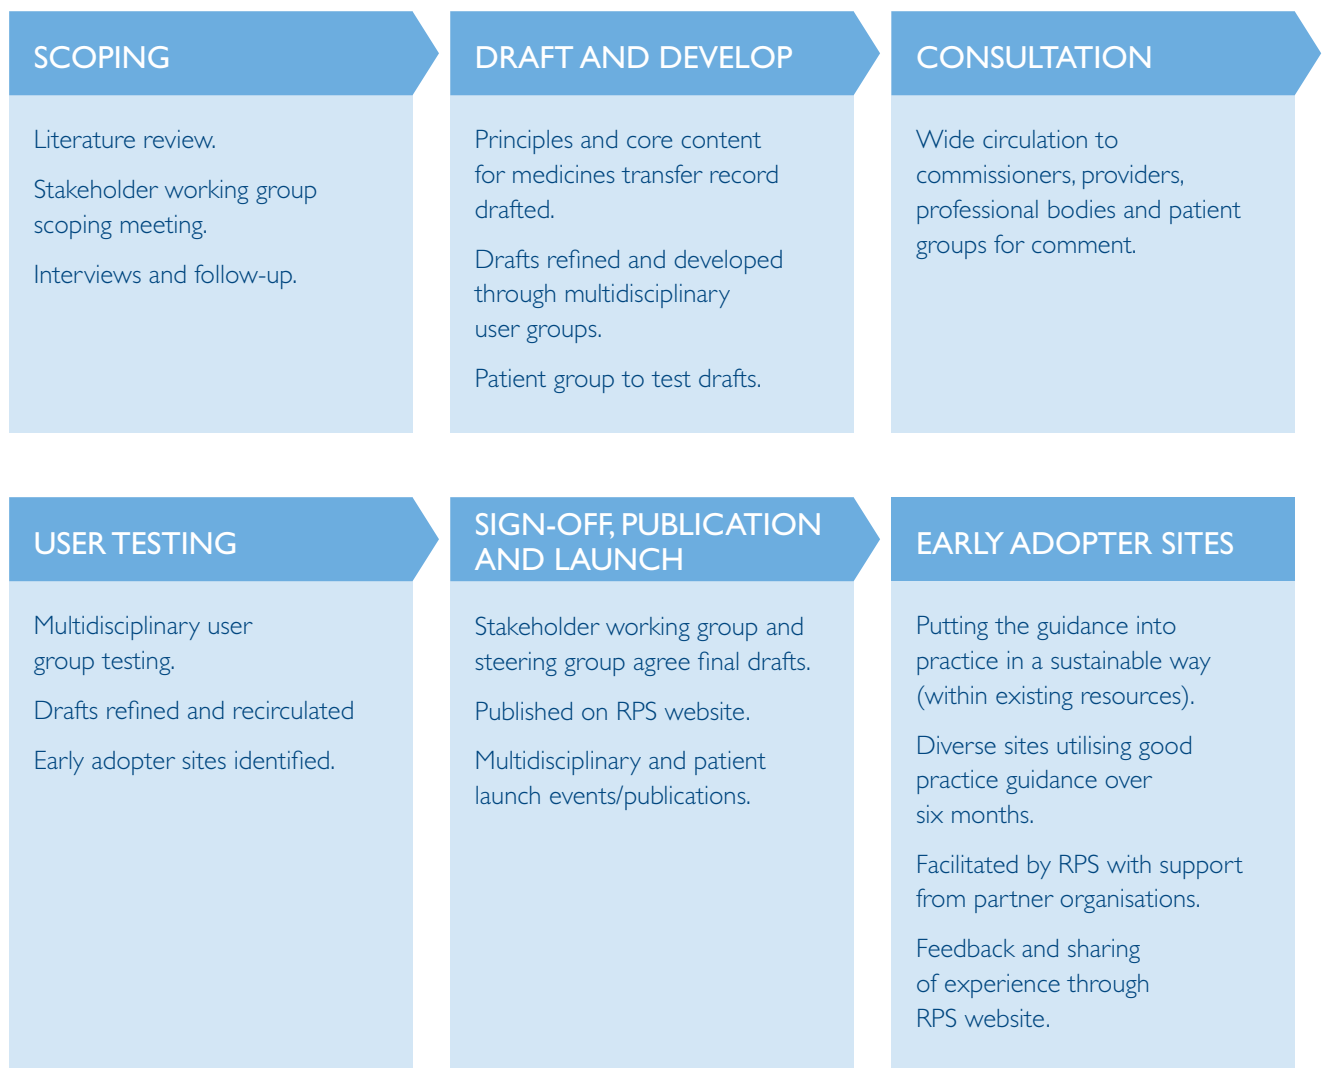 SCOPING
Literature review.
Stakeholder working group
scoping meeting.
Interviews and follow-up.
DRAFT AND DEVELOP
Principles and core content
for medicines transfer record
drafted.
Drafts refined and developed
through multidisciplinary
user groups.
Patient group to test drafts.
CONSULTATION
Wide circulation to
commissioners, providers,
professional bodies and patient
groups for comment.
USER TESTING
Multidisciplinary user
group testing.
Drafts refined and recirculated
Early adopter sites identified.
SIGN-OFF, PUBLICATION
AND LAUNCH
Stakeholder working group and
steering group agree final drafts.
Published on RPS website.
Multidisciplinary and patient
launch events/publications.
EARLY ADOPTER SITES
Putting the guidance into
practice in a sustainable way
(within existing resources).
Diverse sites utilising good
practice guidance over
six months.
Facilitated by RPS with support
from partner organisations.
Feedback and sharing
of experience through
RPS website.